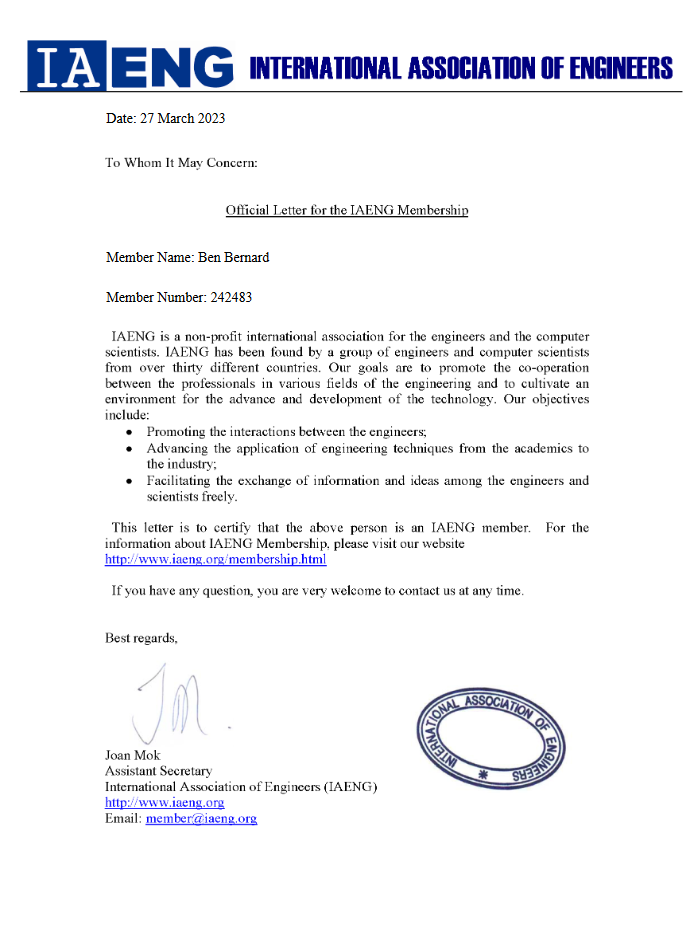 IAENG INTERNATIONAL ASSOCIATION OF ENGINEERS
Date: 27 March 2023
To Whom It May Concern:
Official Letter for the IAENG Membership
Member Name: Ben Bernard
Member Number: 242483
IAENG is a non-profit international association for the engineers and the computer
scientists. IAENG has been found by a group of engineers and computer scientists
from over thirty different countries. Our goals are to promote the co-operation
between the professionals in various fields of the engineering and to cultivate an
environment for the advance and development of the technology. Our objectives
include:
• Promoting the interactions between the engineers;
• Advancing the application of engineering techniques from the academics to
the industry;
• Facilitating the exchange of information and ideas among the engineers and
scientists freely.
This letter is to certify that the above person is an IAENG member. For the
information about IAENG Membership, please visit our website
http://www.iaeng.org/membership.html
If you have any question, you are very welcome to contact us at any time.
Best regards,
INTERNATIONAL ASSOCIATION OF ENGINEERS *
Joan Mok
Assistant Secretary
International Association of Engineers (IAENG)
http://www.iaeng.org
Email: member@iaeng.org